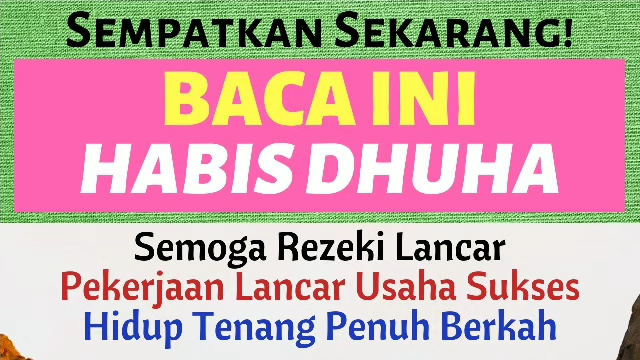 Sempatkan Sekarang!
BACA INI
HABIS DHUHA
Semoga Rezeki Lancar
Pekerjaan Lancar Usaha Sukses
Hidup Tenang Penuh Berkah